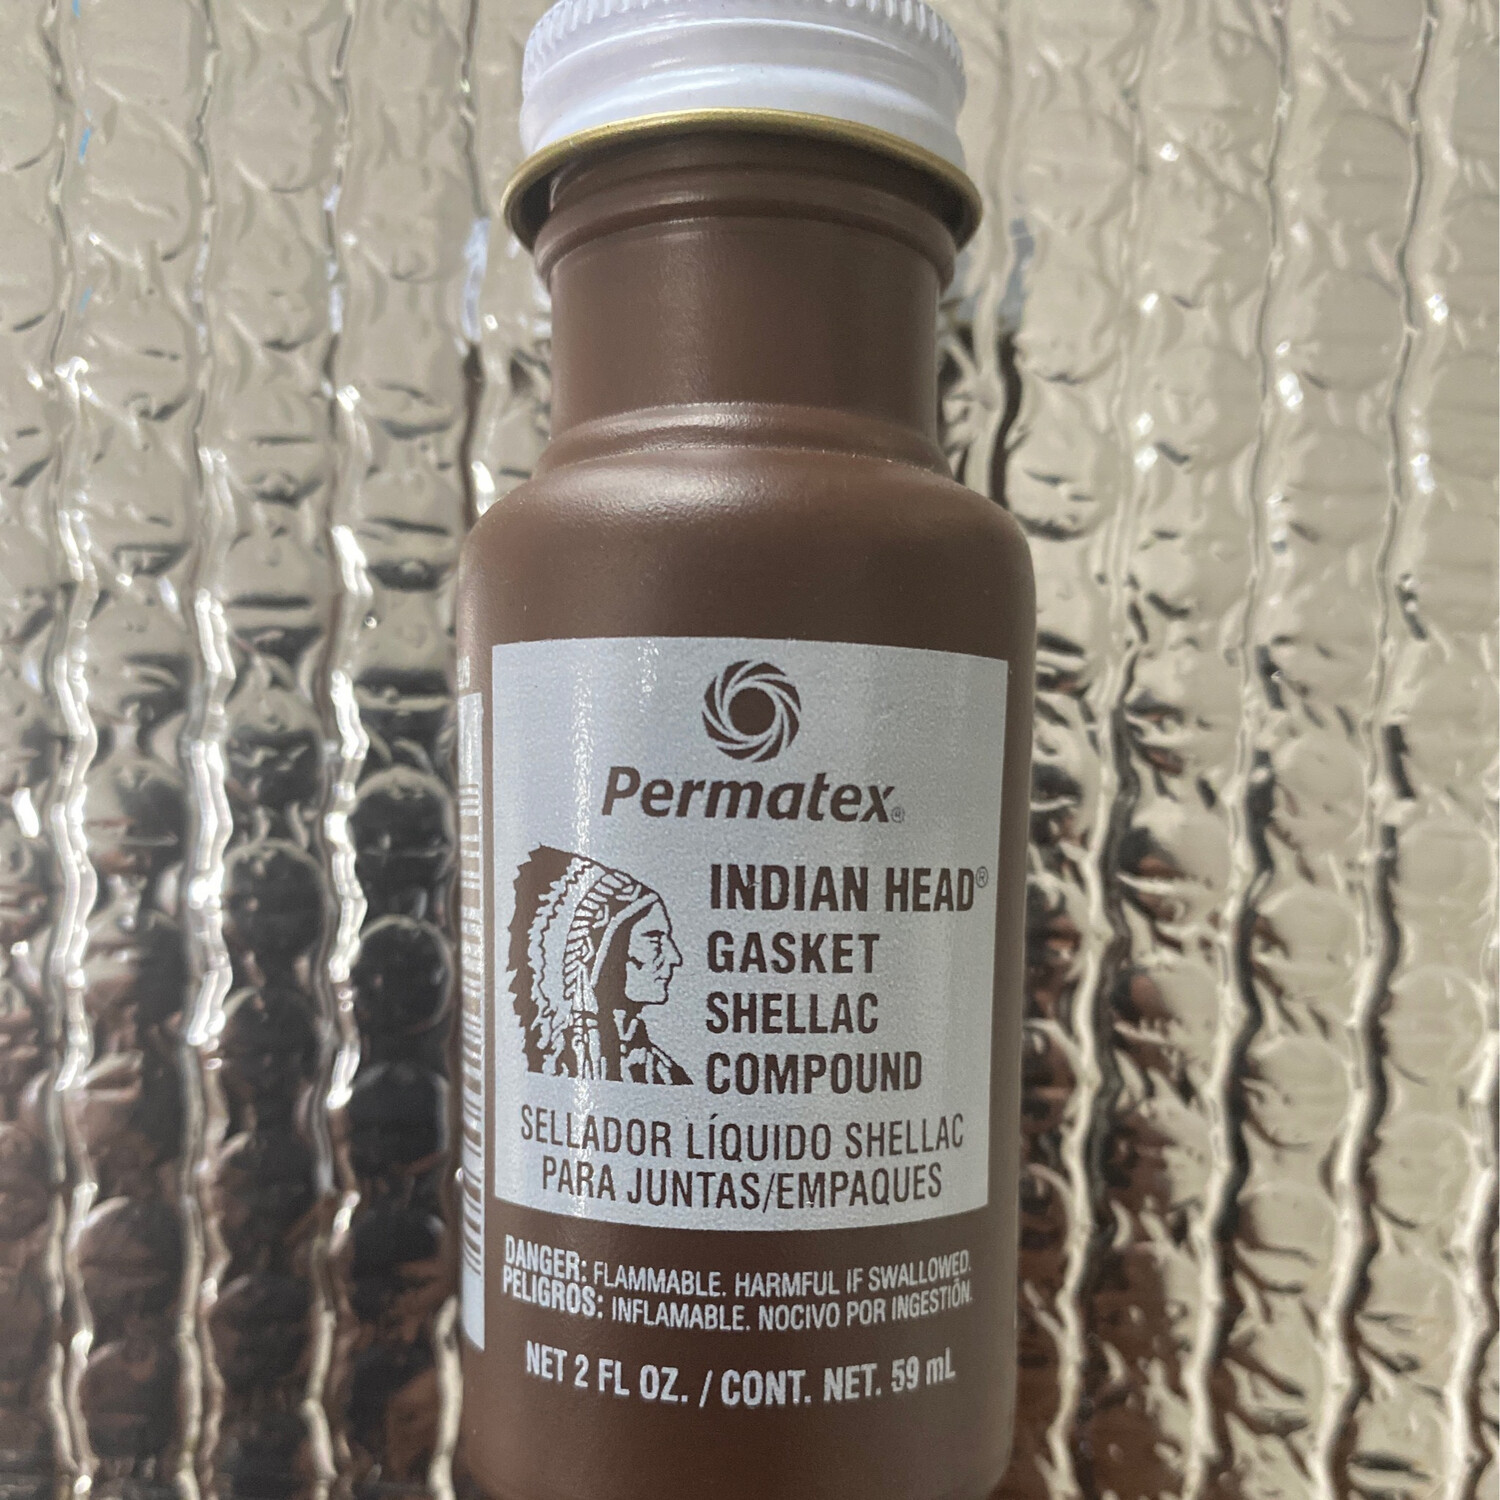 Permatex®
INDIAN HEAD®
GASKET
SHELLAC
COMPOUND
SELLADOR LÍQUIDO SHELLAC
PARA JUNTAS/EMPAQUES
DANGER: FLAMMABLE. HARMFUL IF SWALLOWED.
PELIGROS: INFLAMABLE. NOCIVO POR INGESTIÓN.
NET 2 FL OZ. / CONT. NET. 59 mL